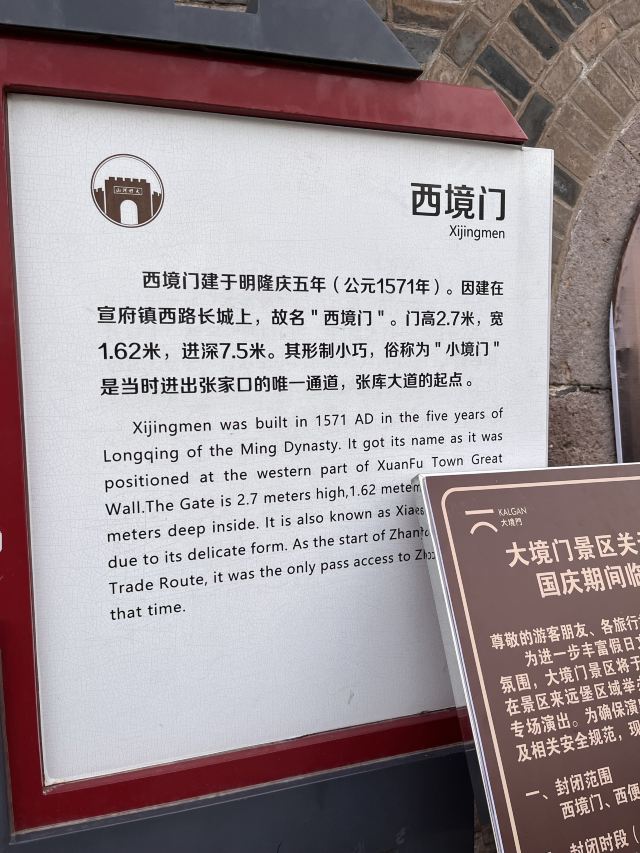 西境门
Xijingmen
西境门建于明隆庆五年（公元1571年）。因建在
宣府镇西路长城上，故名"西境门"。门高2.7米，宽
1.62米，进深7.5米。其形制小巧，俗称为"小境门"
是当时进出张家口的唯一通道，张库大道的起点。
Xijingmen was built in 1571 AD in the five years of
Longqing of the Ming Dynasty. It got its name as it was
positioned at the western part of XuanFu Town Great
Wall.The Gate is 2.7 meters high,1.62
meters deep inside. It is also known as
due to its delicate form. As the start of
Trade Route, it was the only pass access to
that time.
KALGAN
大境門
大境门景区关
国庆期间临
尊敬的游客朋友、各旅行
为进一步丰富假日
氛围，大境门景区将于
在景区来远堡区域举
专场演出。为确保演
及相关安全规范，现
一、封闭范围
西境门、西便
二、封闭时段（